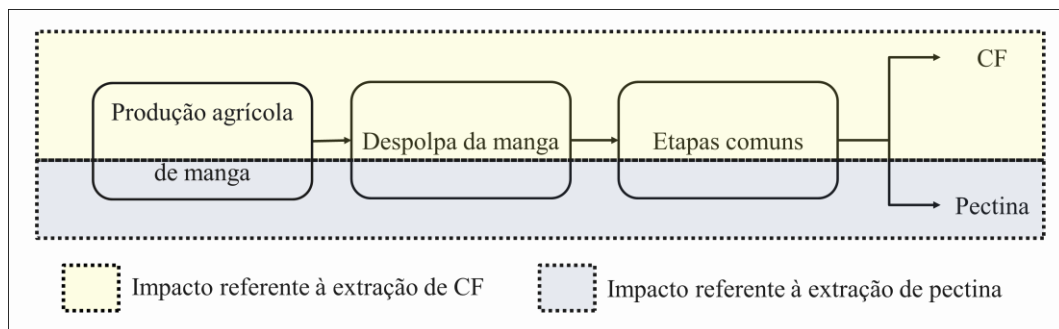 CF
Produção agrícola
de manga
Despolpa da manga
Etapas comuns
Pectina
Impacto referente à extração de CF
Impacto referente à extração de pectina